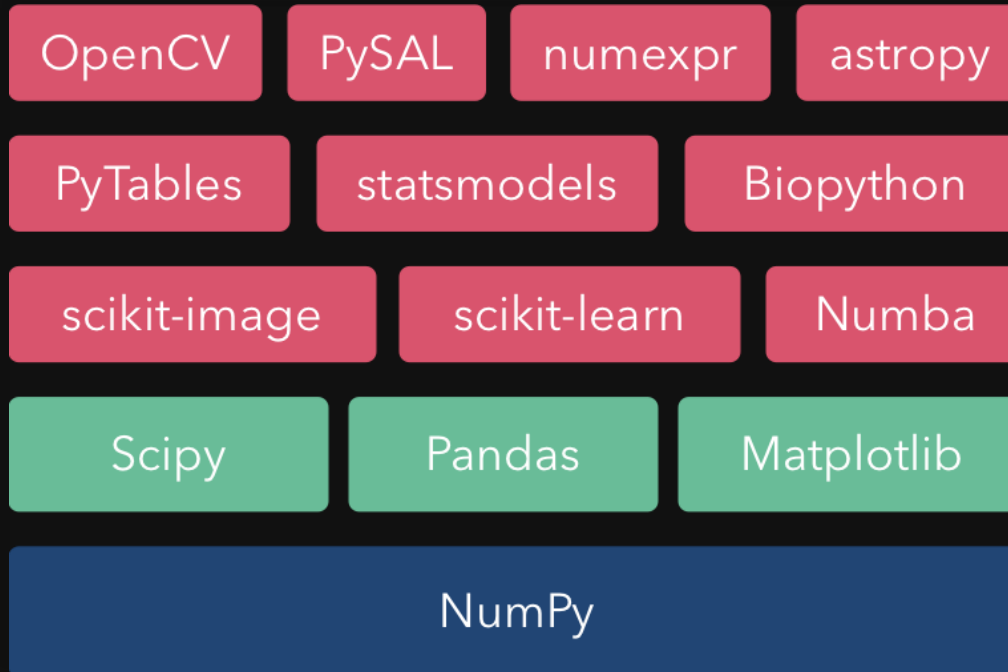 OpenCV PySAL numexpr astropy
PyTables statsmodels Biopython
scikit-image scikit-learn Numba
Scipy Pandas Matplotlib
NumPy